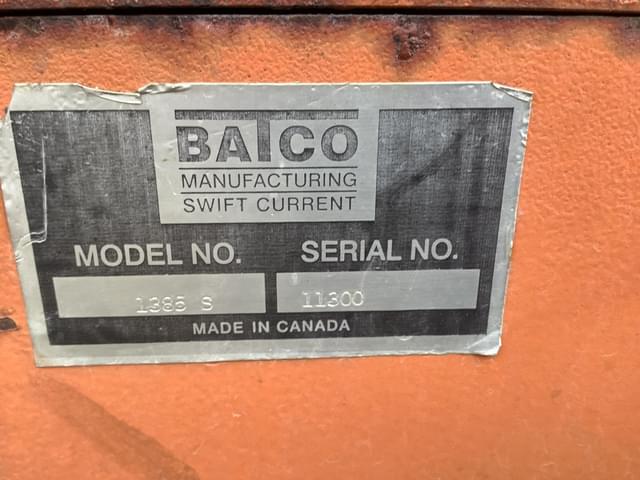 BATCO
MANUFACTURING
SWIFT CURRENT
MODEL NO. SERIAL NO.
1385 S 11300
MADE IN CANADA